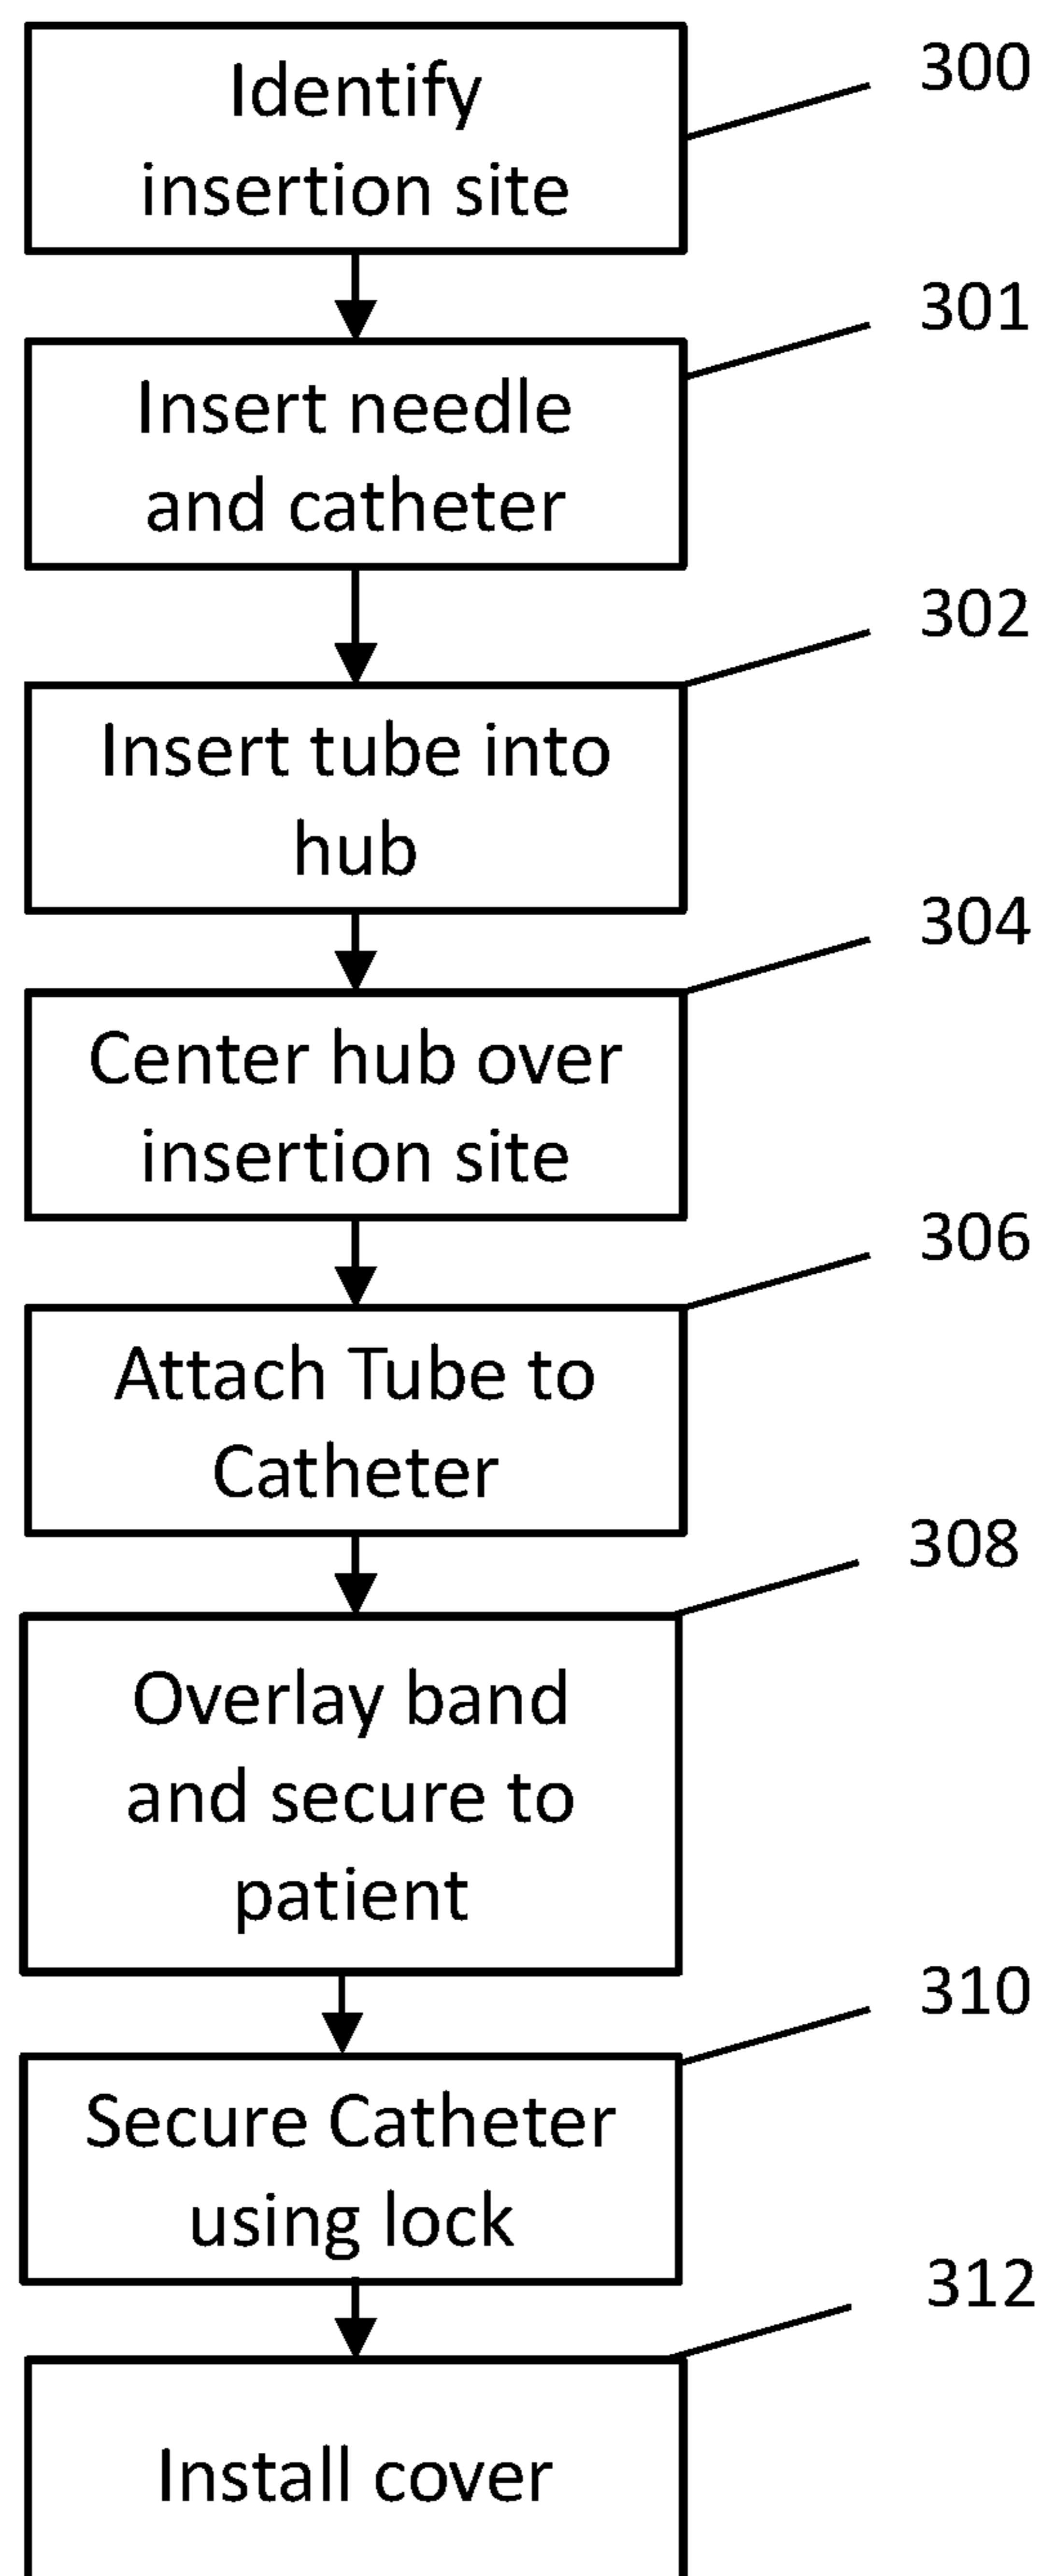 300
Identify
insertion site
301
Insert needle
and catheter
302
Insert tube into
hub
304
Center hub over
insertion site
306
Attach Tube to
Catheter
308
Overlay band
and secure to
patient
310
Secure Catheter
using lock
312
Install cover